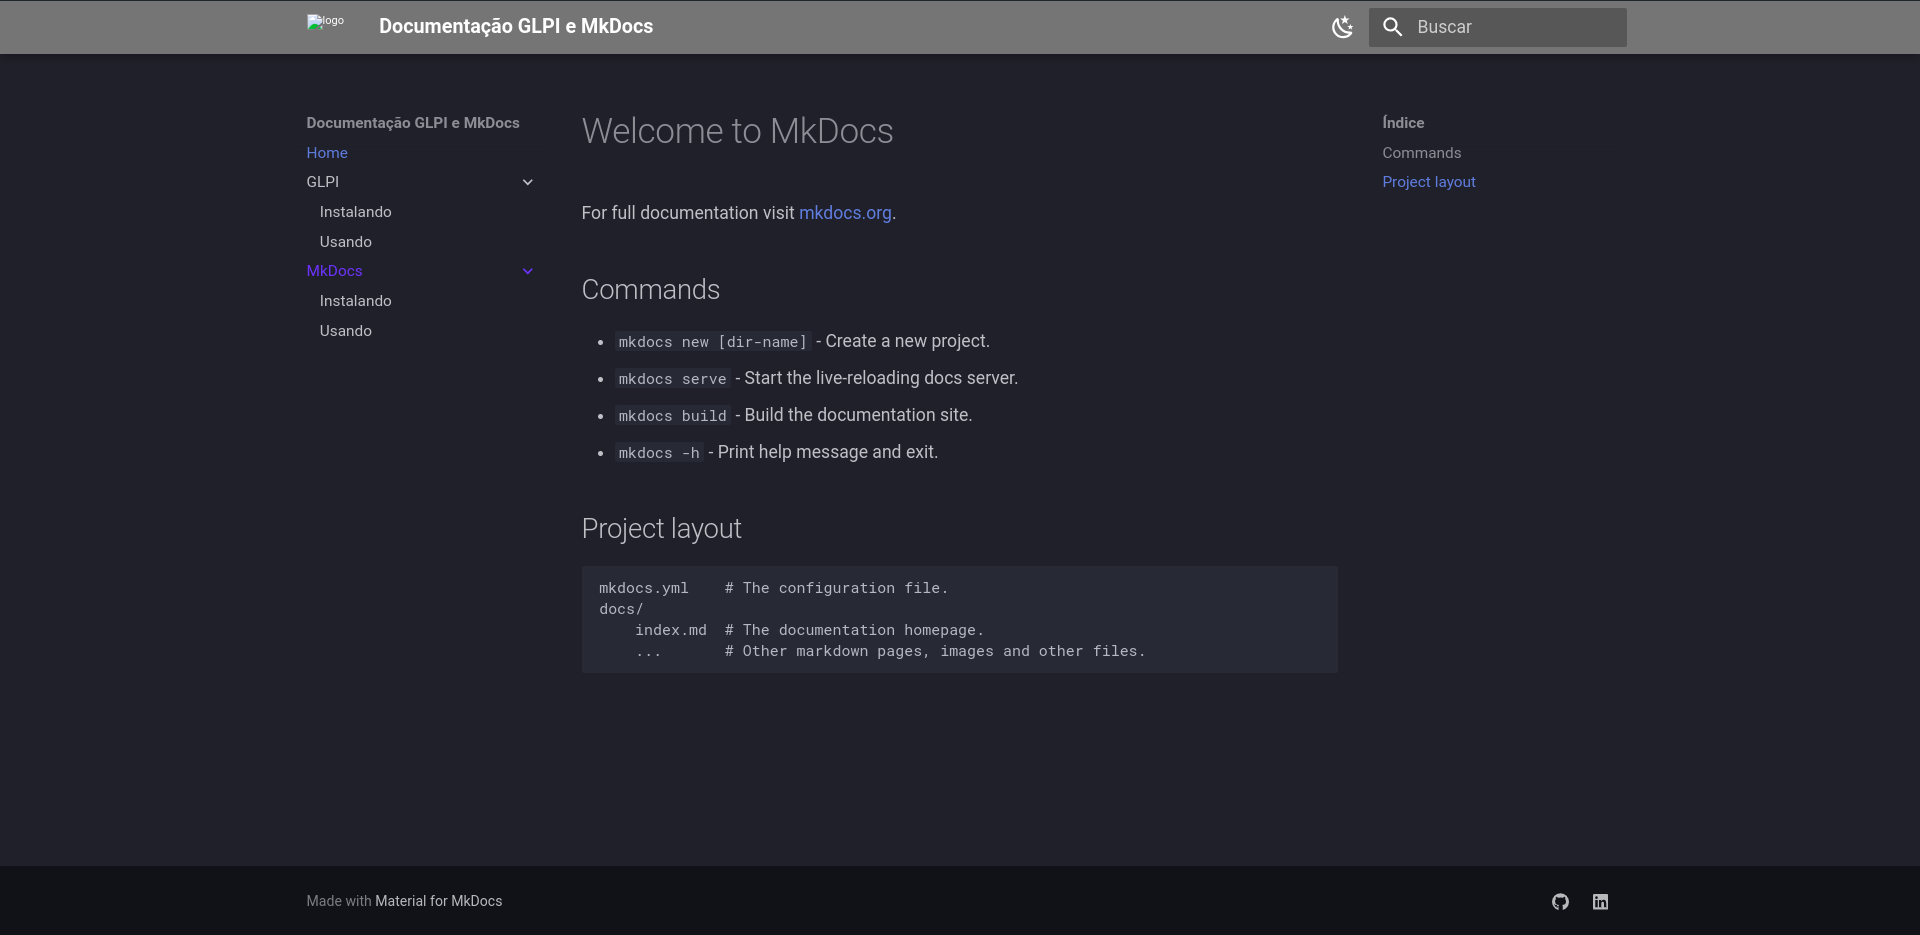 logo
Documentação GLPI e MkDocs
Buscar
Documentação GLPI e MkDocs
Home
GLPI
Instalando
Usando
MkDocs
Instalando
Usando
Welcome to MkDocs
For full documentation visit mkdocs.org.
Commands
mkdocs new [dir-name] - Create a new project.
mkdocs serve - Start the live-reloading docs server.
mkdocs build - Build the documentation site.
mkdocs -h - Print help message and exit.
Project layout
mkdocs.yml    # The configuration file.
docs/
    index.md  # The documentation homepage.
    ...       # Other markdown pages, images and other files.
Índice
Commands
Project layout
Made with Material for MkDocs
in